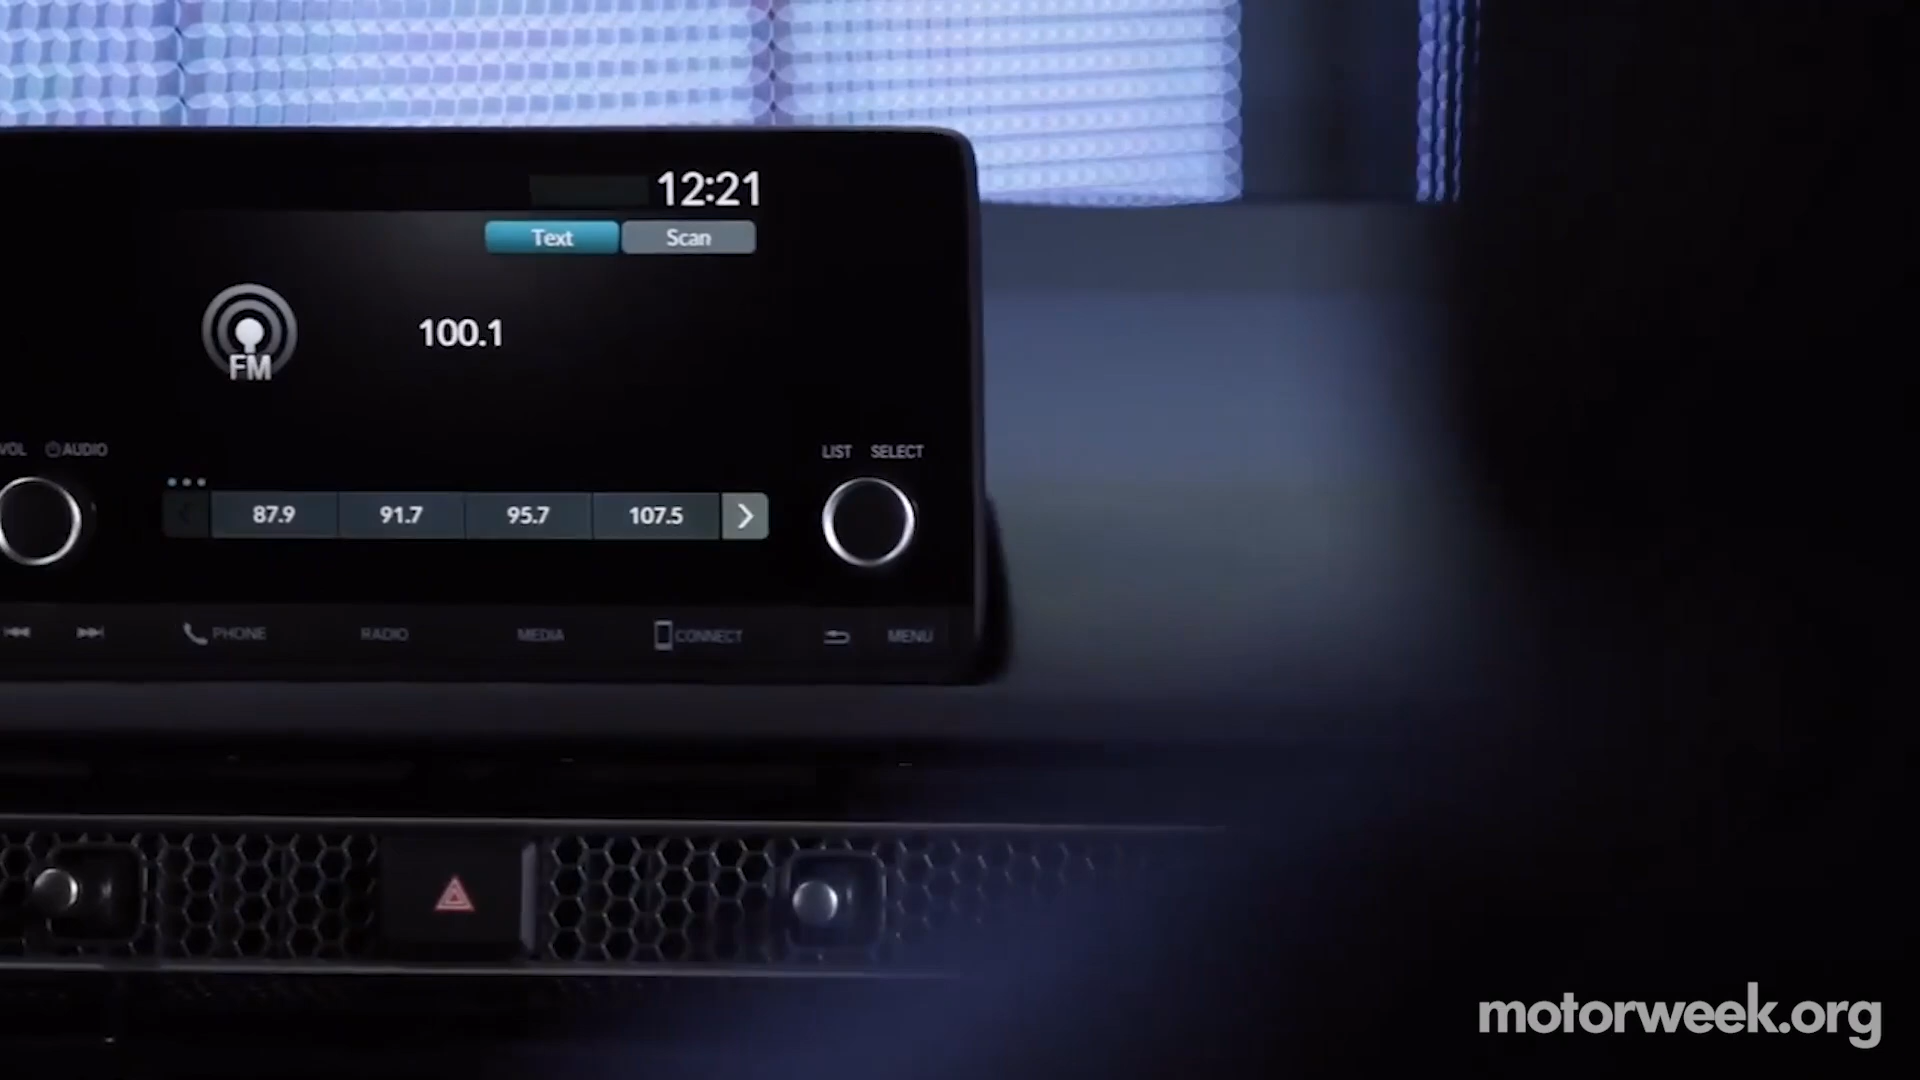 12:21
Text Scan
100.1
FM
VOL AUDIO LIST SELECT
87.9 91.7 95.7 107.5
PHONE RADIO MEDIA CONNECT MENU
motorweek.org